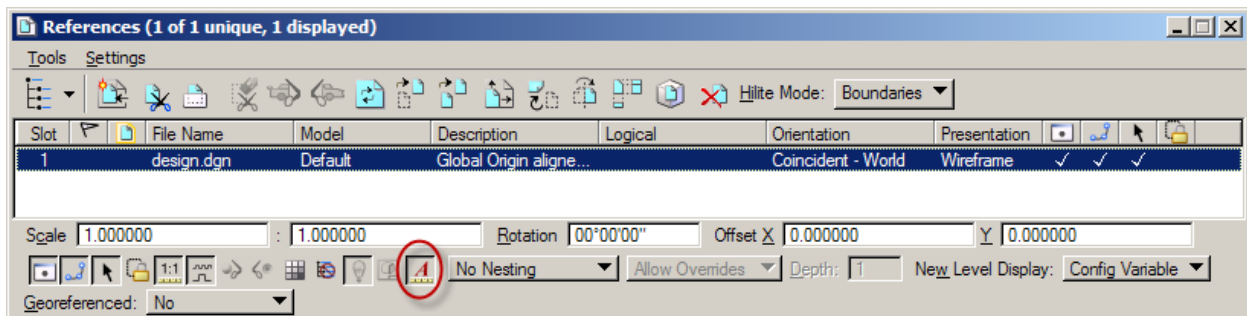 References (1 of 1 unique, 1 displayed)
Tools Settings
Hilite Mode: Boundaries
Slot File Name Model Description Logical Orientation Presentation
1 design.dgn Default Global Origin aligne... Coincident - World Wireframe
Scale 1.000000 : 1.000000 Rotation 00°00'00" Offset X 0.000000 Y 0.000000
1:1 A No Nesting Allow Overrides Depth: 1 New Level Display: Config Variable
Georeferenced: No